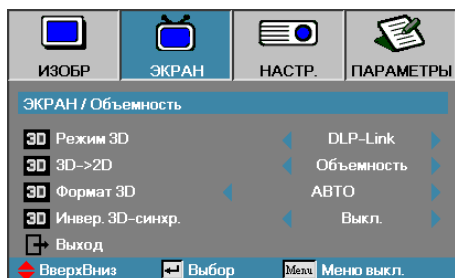 ИЗОБР ЭКРАН НАСТР. ПАРАМЕТРЫ
ЭКРАН / Объемность
3D Режим 3D DLP-Link
3D 3D->2D Объемность
3D Формат 3D АВТО
3D Инвер. 3D-синхр. Выкл.
Выход
ВверхВниз Выбор Menu Меню выкл.